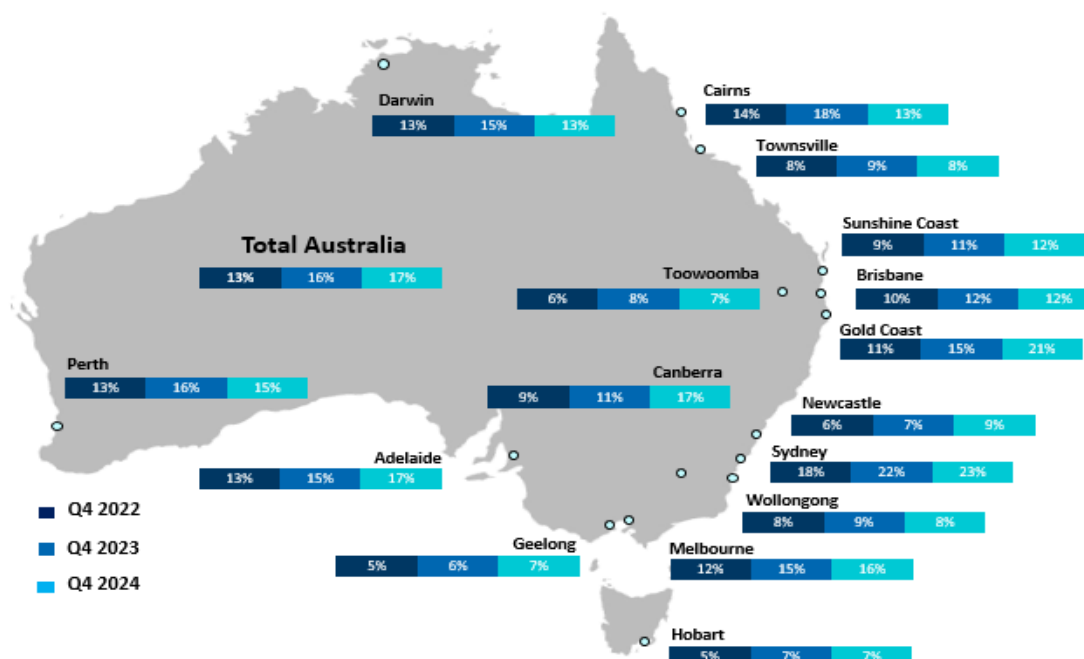 Darwin
13% 15% 13%
Cairns
14% 18% 13%
Townsville
8% 9% 8%
Sunshine Coast
9% 11% 12%
Total Australia
13% 16% 17%
Toowoomba
6% 8% 7%
Brisbane
10% 12% 12%
Gold Coast
11% 15% 21%
Perth
13% 16% 15%
Canberra
9% 11% 17%
Newcastle
6% 7% 9%
Adelaide
13% 15% 17%
Sydney
18% 22% 23%
Wollongong
8% 9% 8%
Q4 2022
Q4 2023
Q4 2024
Geelong
5% 6% 7%
Melbourne
12% 15% 16%
Hobart
5% 7% 7%